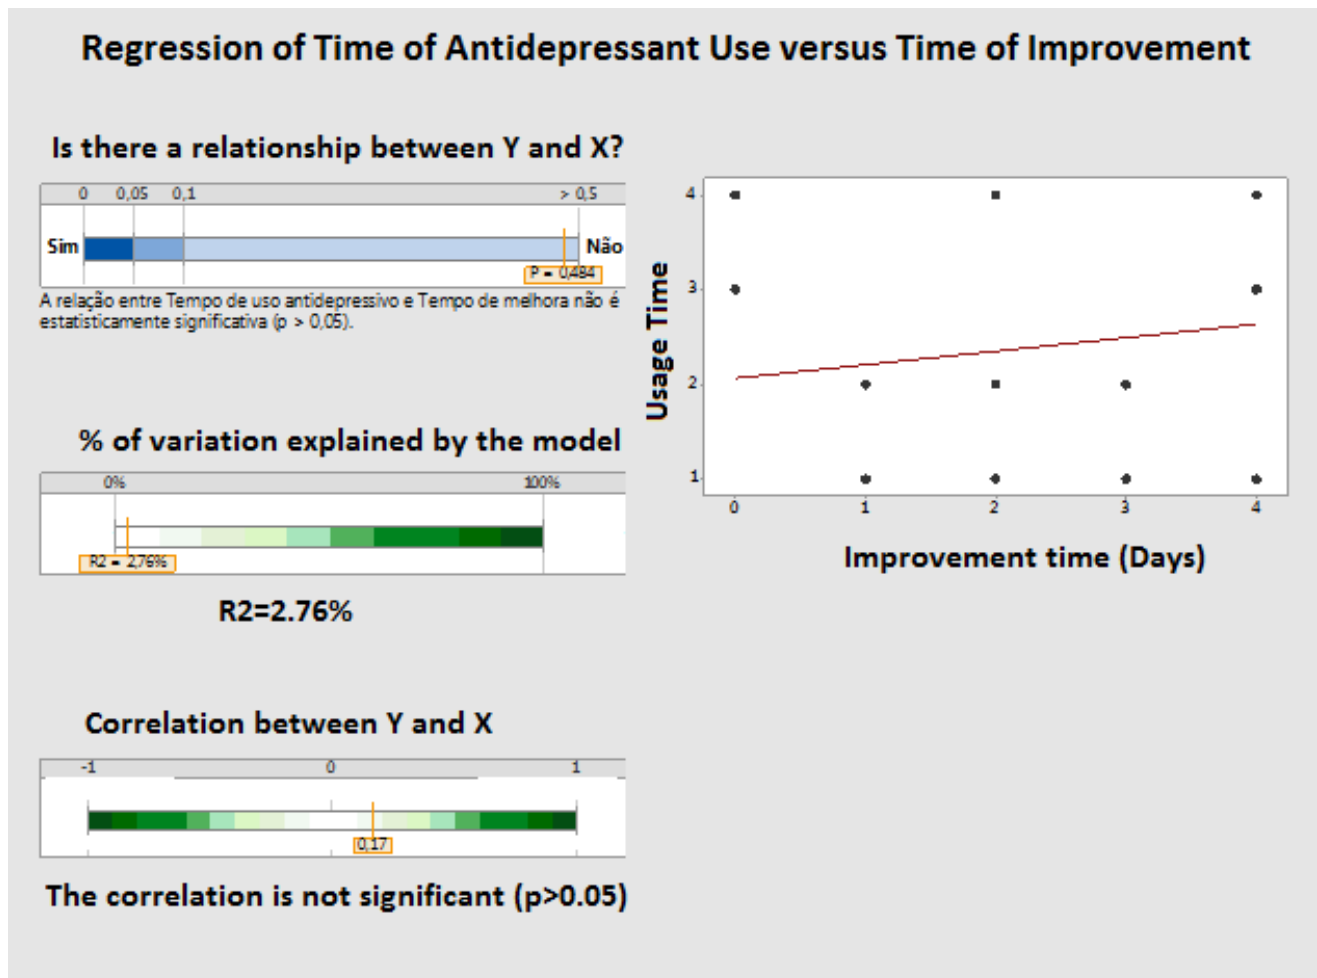 Regression of Time of Antidepressant Use versus Time of Improvement
Is there a relationship between Y and X?
0 0,05 0,1 > 0,5
Sim Não
P = 0,484
A relação entre Tempo de uso antidepressivo e Tempo de melhora não é
estatisticamente significativa (p > 0,05).
% of variation explained by the model
0% 100%
R2 = 2,76%
R2=2.76%
Correlation between Y and X
-1 0 1
0,17
The correlation is not significant (p>0.05)
Usage Time
4
3
2
1
0 1 2 3 4
Improvement time (Days)